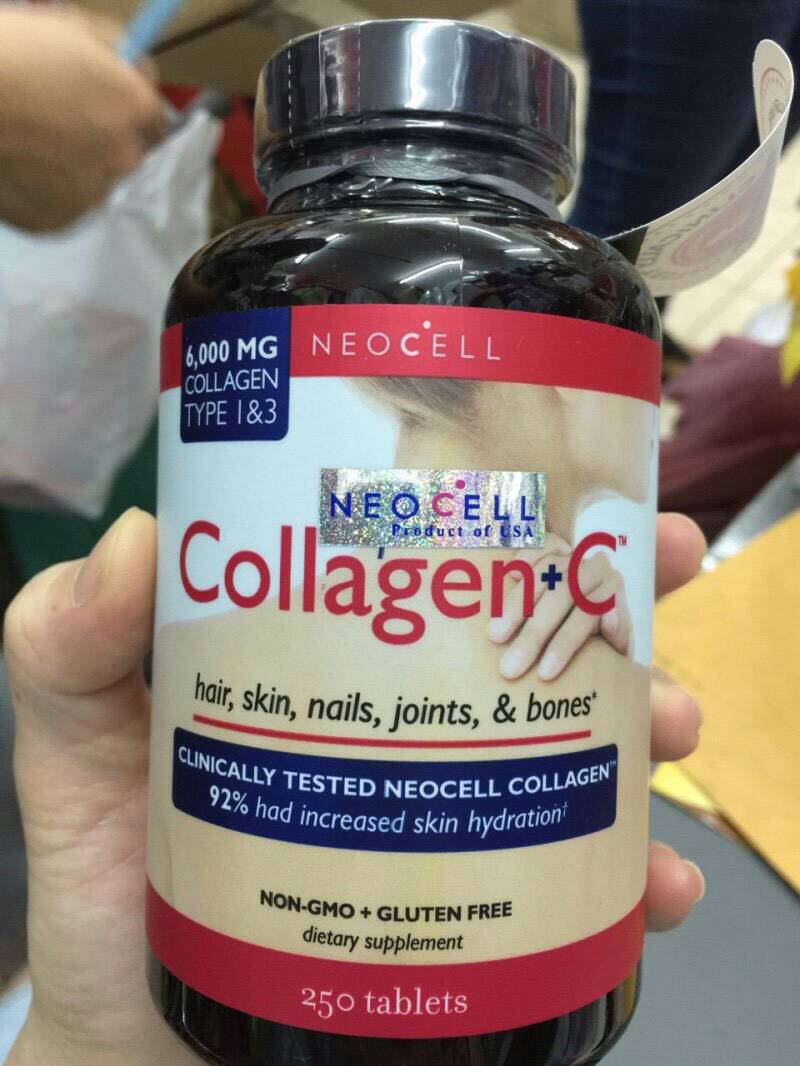 6,000 MG
COLLAGEN
TYPE 1&3
NEOCELL
NEOCELL
Product of USA
Collagen+C™
hair, skin, nails, joints, & bones*
CLINICALLY TESTED NEOCELL COLLAGEN™
92% had increased skin hydration†
NON-GMO + GLUTEN FREE
dietary supplement
250 tablets